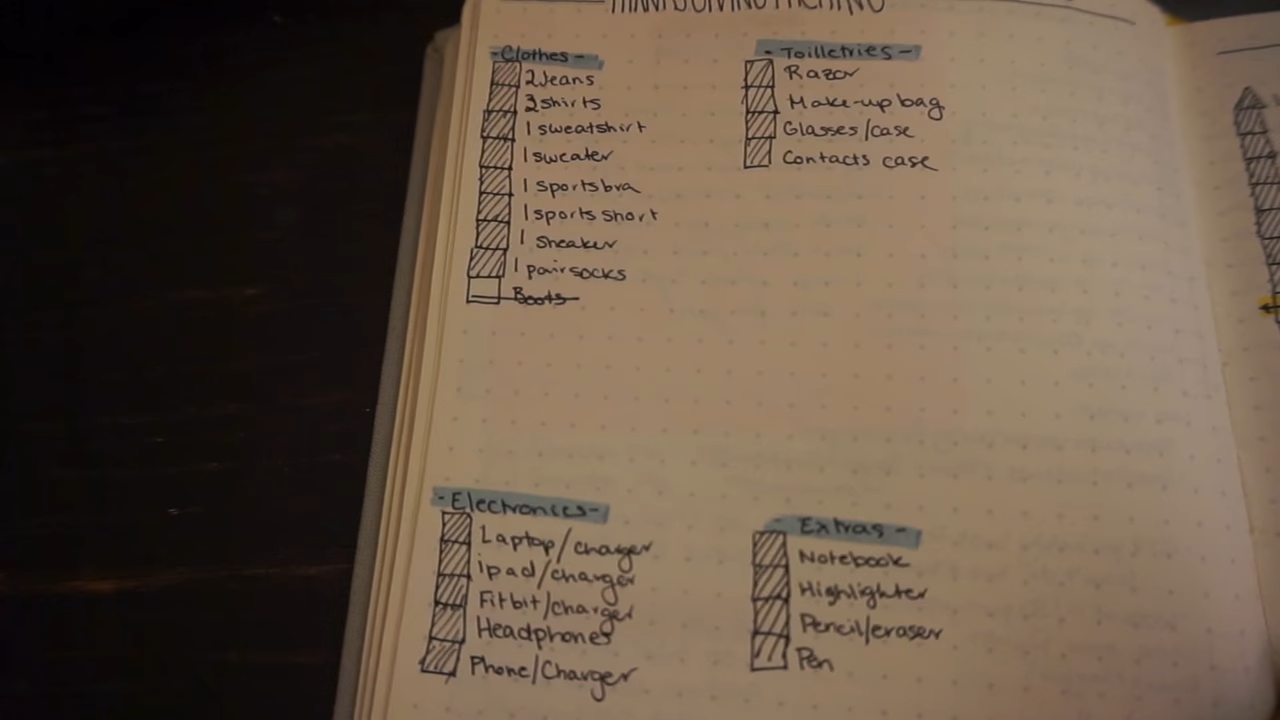 THANKSGIVING PACKING
- Clothes -
2 Jeans
3 shirts
1 sweatshirt
1 sweater
1 sports bra
1 sports short
1 sneaker
1 pair socks
Boots
- Toilletries -
Razor
Make-up bag
Glasses/case
Contacts case
- Electronics -
Laptop/charger
ipad/charger
Fitbit/charger
Headphones
Phone/Charger
- Extras -
Notebook
Highlighter
Pencil/eraser
Pen